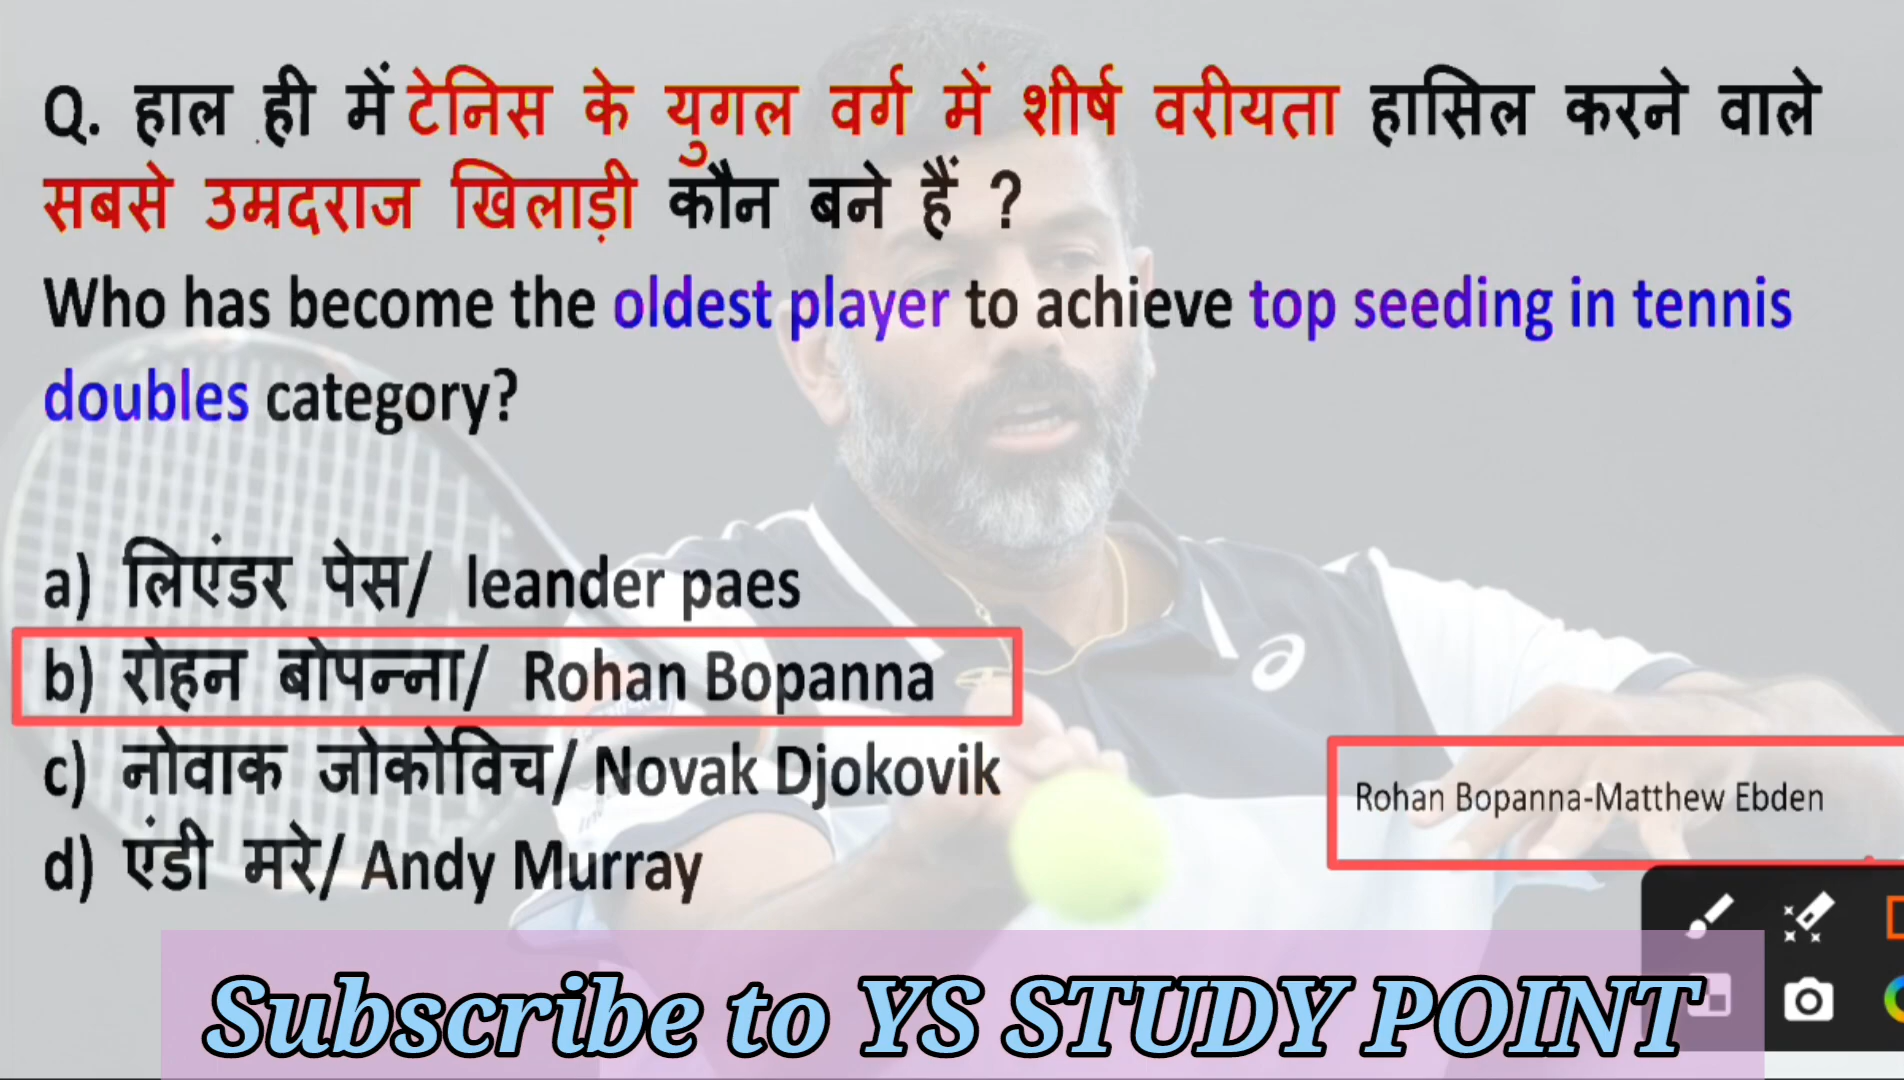 Q. हाल ही में टेनिस के युगल वर्ग में शीर्ष वरीयता हासिल करने वाले
सबसे उम्रदराज खिलाड़ी कौन बने हैं ?
Who has become the oldest player to achieve top seeding in tennis
doubles category?
a) लिएंडर पेस/ leander paes
b) रोहन बोपन्ना/ Rohan Bopanna
c) नोवाक जोकोविच/ Novak Djokovik
d) एंडी मरे/ Andy Murray
Rohan Bopanna-Matthew Ebden
Subscribe to YS STUDY POINT